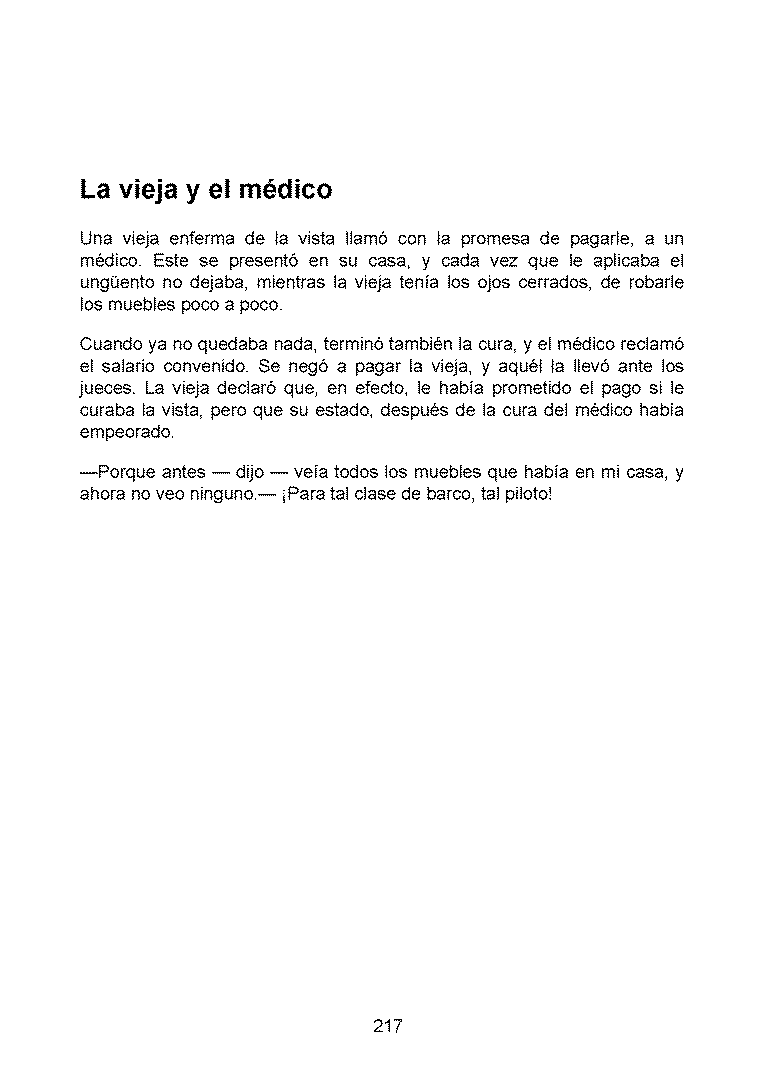 La vieja y el médico
Una vieja enferma de la vista llamó con la promesa de pagarle, a un
médico. Este se presentó en su casa, y cada vez que le aplicaba el
ungüento no dejaba, mientras la vieja tenía los ojos cerrados, de robarle
los muebles poco a poco.
Cuando ya no quedaba nada, terminó también la cura, y el médico reclamó
el salario convenido. Se negó a pagar la vieja, y aquél la llevó ante los
jueces. La vieja declaró que, en efecto, le había prometido el pago si le
curaba la vista, pero que su estado, después de la cura del médico había
empeorado.
—Porque antes — dijo — veía todos los muebles que había en mi casa, y
ahora no veo ninguno.— ¡Para tal clase de barco, tal piloto!
217